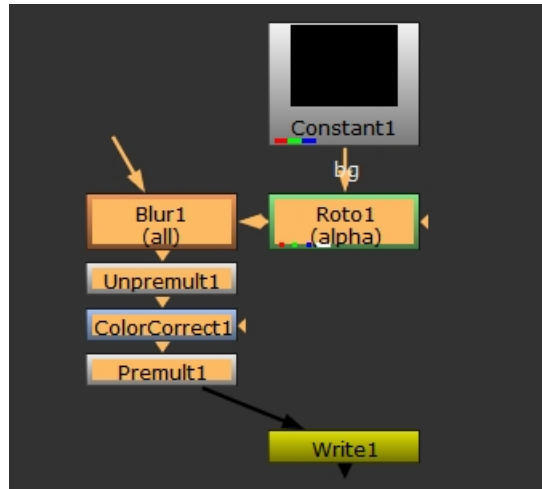 Constant1
bg
Blur1
(all)
Roto1
(alpha)
Unpremult1
ColorCorrect1
Premult1
Write1